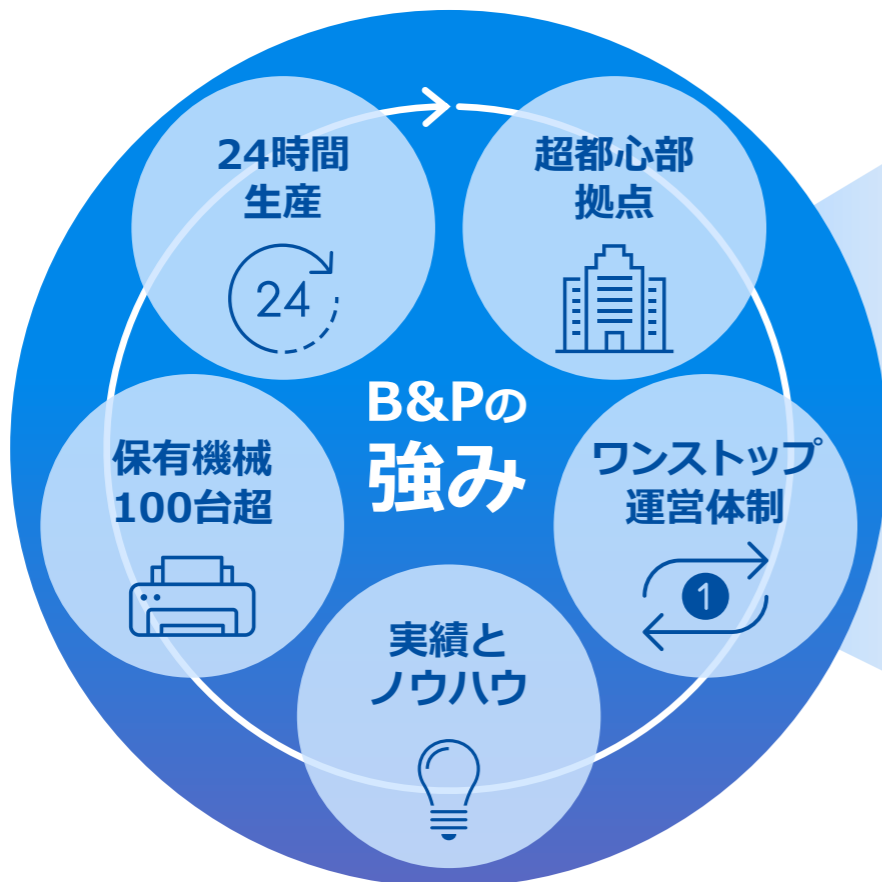 24時間
生産
24
超都心部
拠点
B&Pの
強み
保有機械
100台超
ワンストップ
運営体制
1
実績と
ノウハウ